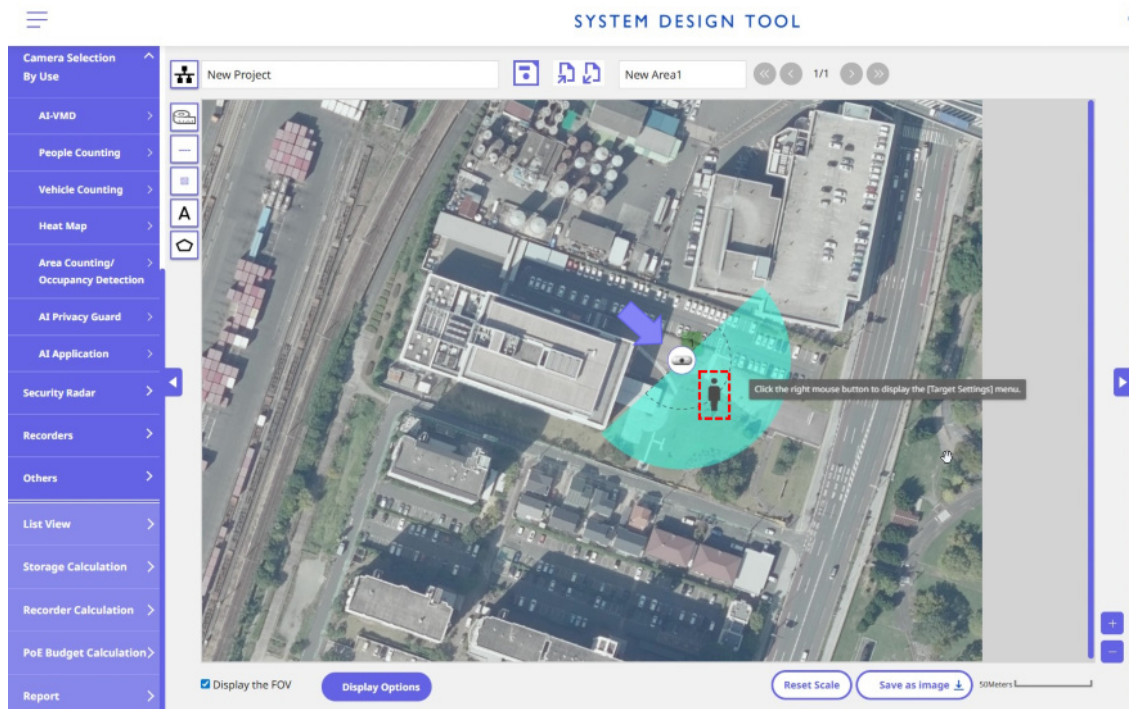 SYSTEM DESIGN TOOL
Camera Selection
By Use
AI-VMD
People Counting
Vehicle Counting
Heat Map
Area Counting/
Occupancy Detection
AI Privacy Guard
AI Application
Security Radar
Recorders
Others
List View
Storage Calculation
Recorder Calculation
PoE Budget Calculation
Report
New Project
New Area1
1/1
A
Click the right mouse button to display the [Target Settings] menu.
Display the FOV
Display Options
Reset Scale
Save as image
50Meters